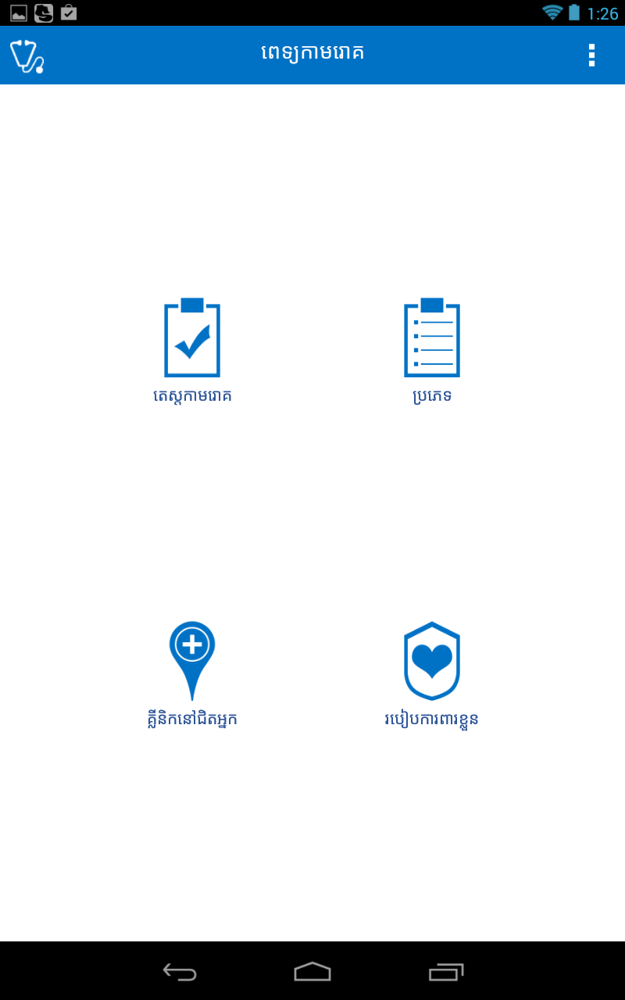 1:26
ពេទ្យកាមរោគ
តេស្តកាមរោគ
ប្រភេទ
គ្លីនិកនៅជិតអ្នក
របៀបការពារខ្លួន